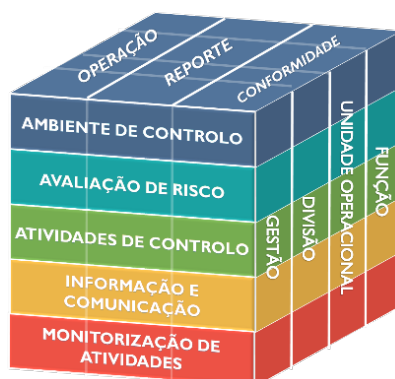 OPERAÇÃO
REPORTE
CONFORMIDADE
AMBIENTE DE CONTROLO
AVALIAÇÃO DE RISCO
ATIVIDADES DE CONTROLO
INFORMAÇÃO E
COMUNICAÇÃO
MONITORIZAÇÃO DE
ATIVIDADES
GESTÃO
DIVISÃO
UNIDADE OPERACIONAL
FUNÇÃO